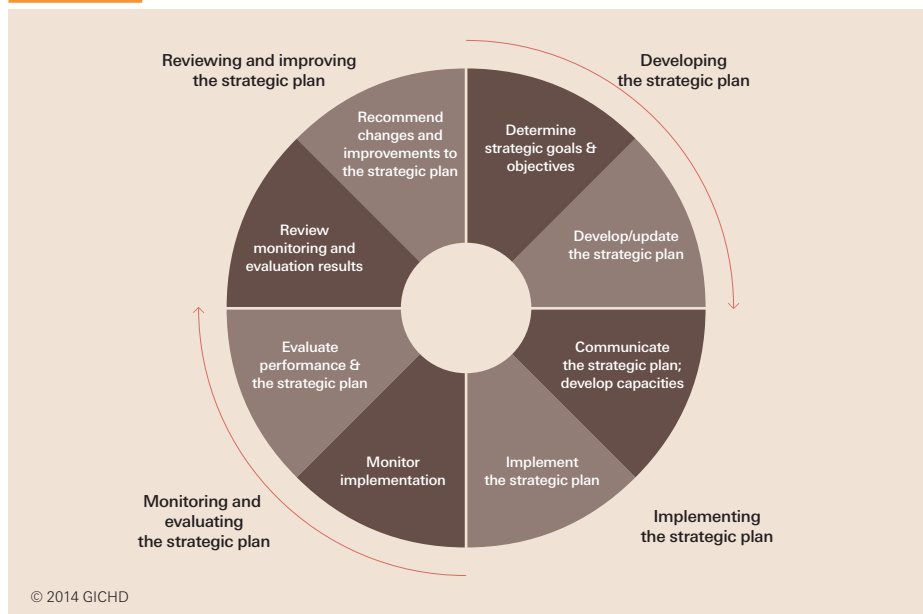 Reviewing and improving
the strategic plan
Developing
the strategic plan
Recommend
changes and
improvements to
the strategic plan
Determine
strategic goals &
objectives
Review
monitoring and
evaluation results
Develop/update
the strategic plan
Evaluate
performance &
the strategic plan
Communicate
the strategic plan;
develop capacities
Monitor
implementation
Implement
the strategic plan
Monitoring and
evaluating
the strategic plan
Implementing
the strategic plan
© 2014 GICHD